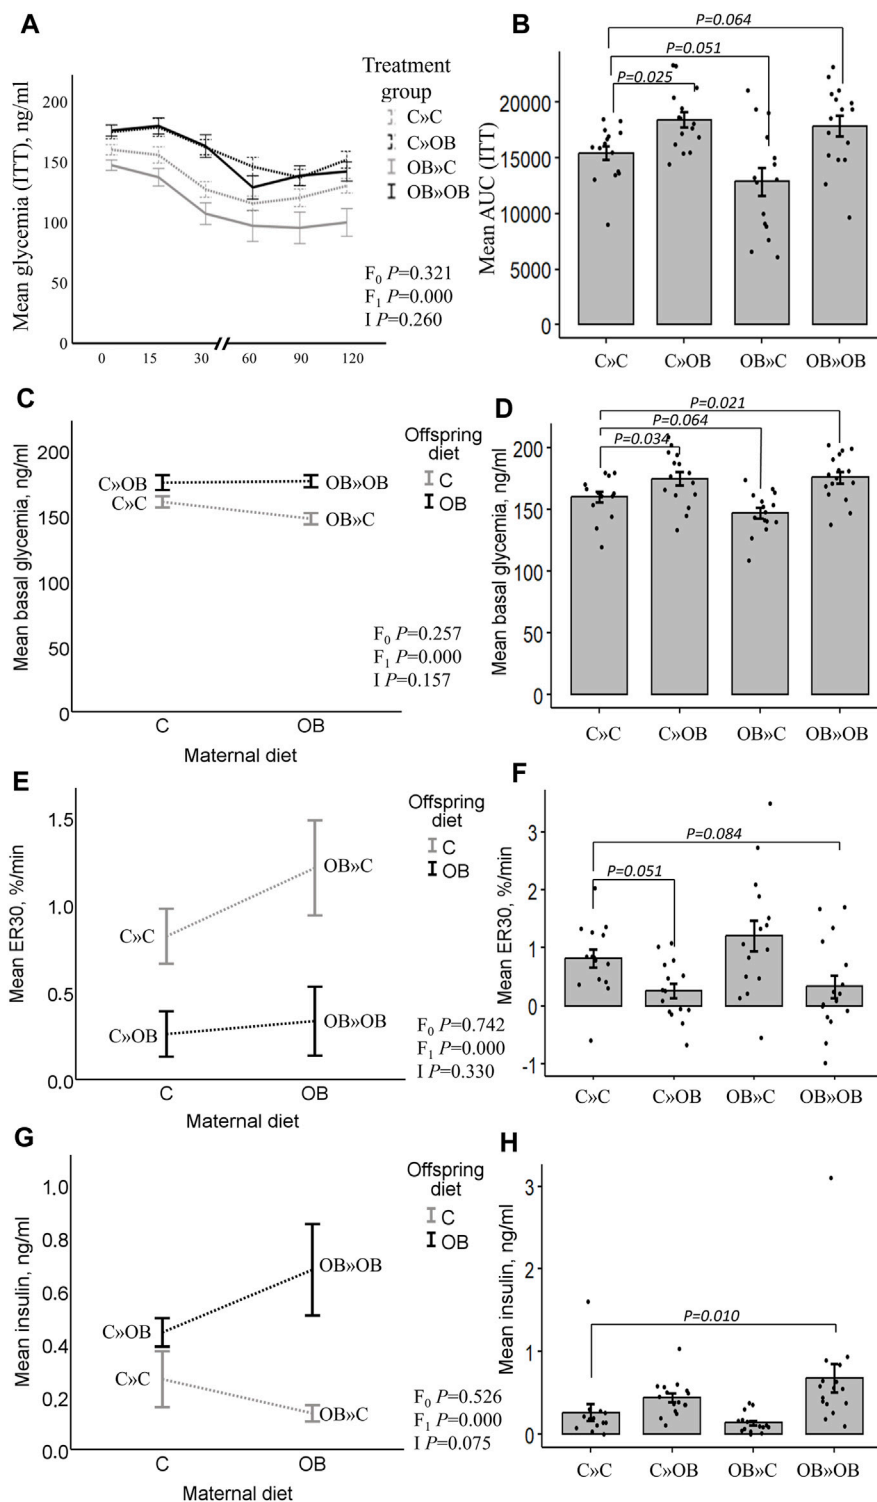 A
Mean glycemia (ITT), ng/ml
200
150
100
50
0
0 15 30 60 90 120
Treatment
group
C»C
C»OB
OB»C
OB»OB
F₀ P=0.321
F₁ P=0.000
I P=0.260
B
Mean AUC (ITT)
20000
15000
10000
5000
0
P=0.064
P=0.051
P=0.025
C»C C»OB OB»C OB»OB
C
Mean basal glycemia, ng/ml
200
150
100
50
0
C»OB
C»C
OB»OB
OB»C
Offspring
diet
C
OB
F₀ P=0.257
F₁ P=0.000
I P=0.157
C OB
Maternal diet
D
Mean basal glycemia, ng/ml
200
150
100
50
0
P=0.021
P=0.064
P=0.034
C»C C»OB OB»C OB»OB
E
Mean ER30, %/min
1.5
1.0
0.5
0.0
C»C
OB»C
C»OB
OB»OB
Offspring
diet
C
OB
F₀ P=0.742
F₁ P=0.000
I P=0.330
C OB
Maternal diet
F
Mean ER30, %/min
3
2
1
0
-1
P=0.084
P=0.051
C»C C»OB OB»C OB»OB
G
Mean insulin, ng/ml
1.0
0.8
0.6
0.4
0.2
0.0
C»OB
OB»OB
C»C
OB»C
Offspring
diet
C
OB
F₀ P=0.526
F₁ P=0.000
I P=0.075
C OB
Maternal diet
H
Mean insulin, ng/ml
3
2
1
0
P=0.010
C»C C»OB OB»C OB»OB